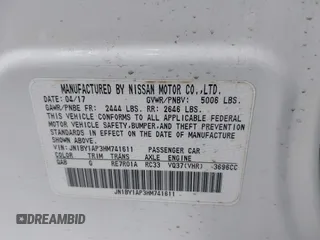 MANUFACTURED BY NISSAN MOTOR CO.,LTD.
DATE: 04/17 GVWR/PNBV: 5006 LBS.
GAWR/PNBE FR: 2444 LBS. RR: 2646 LBS.
THIS VEHICLE CONFORMS TO ALL APPLICABLE FEDERAL
MOTOR VEHICLE SAFETY, BUMPER, AND THEFT PREVENTION
STANDARDS IN EFFECT ON THE DATE OF MANUFACTURE
SHOWN ABOVE.
VIN: JN1BY1AP3HM741611 PASSENGER CAR
COLOR TRIM TRANS AXLE ENGINE
QAB G RE7R01A RC33 VQ37(VHR) 3696CC
JN1BY1AP3HM741611